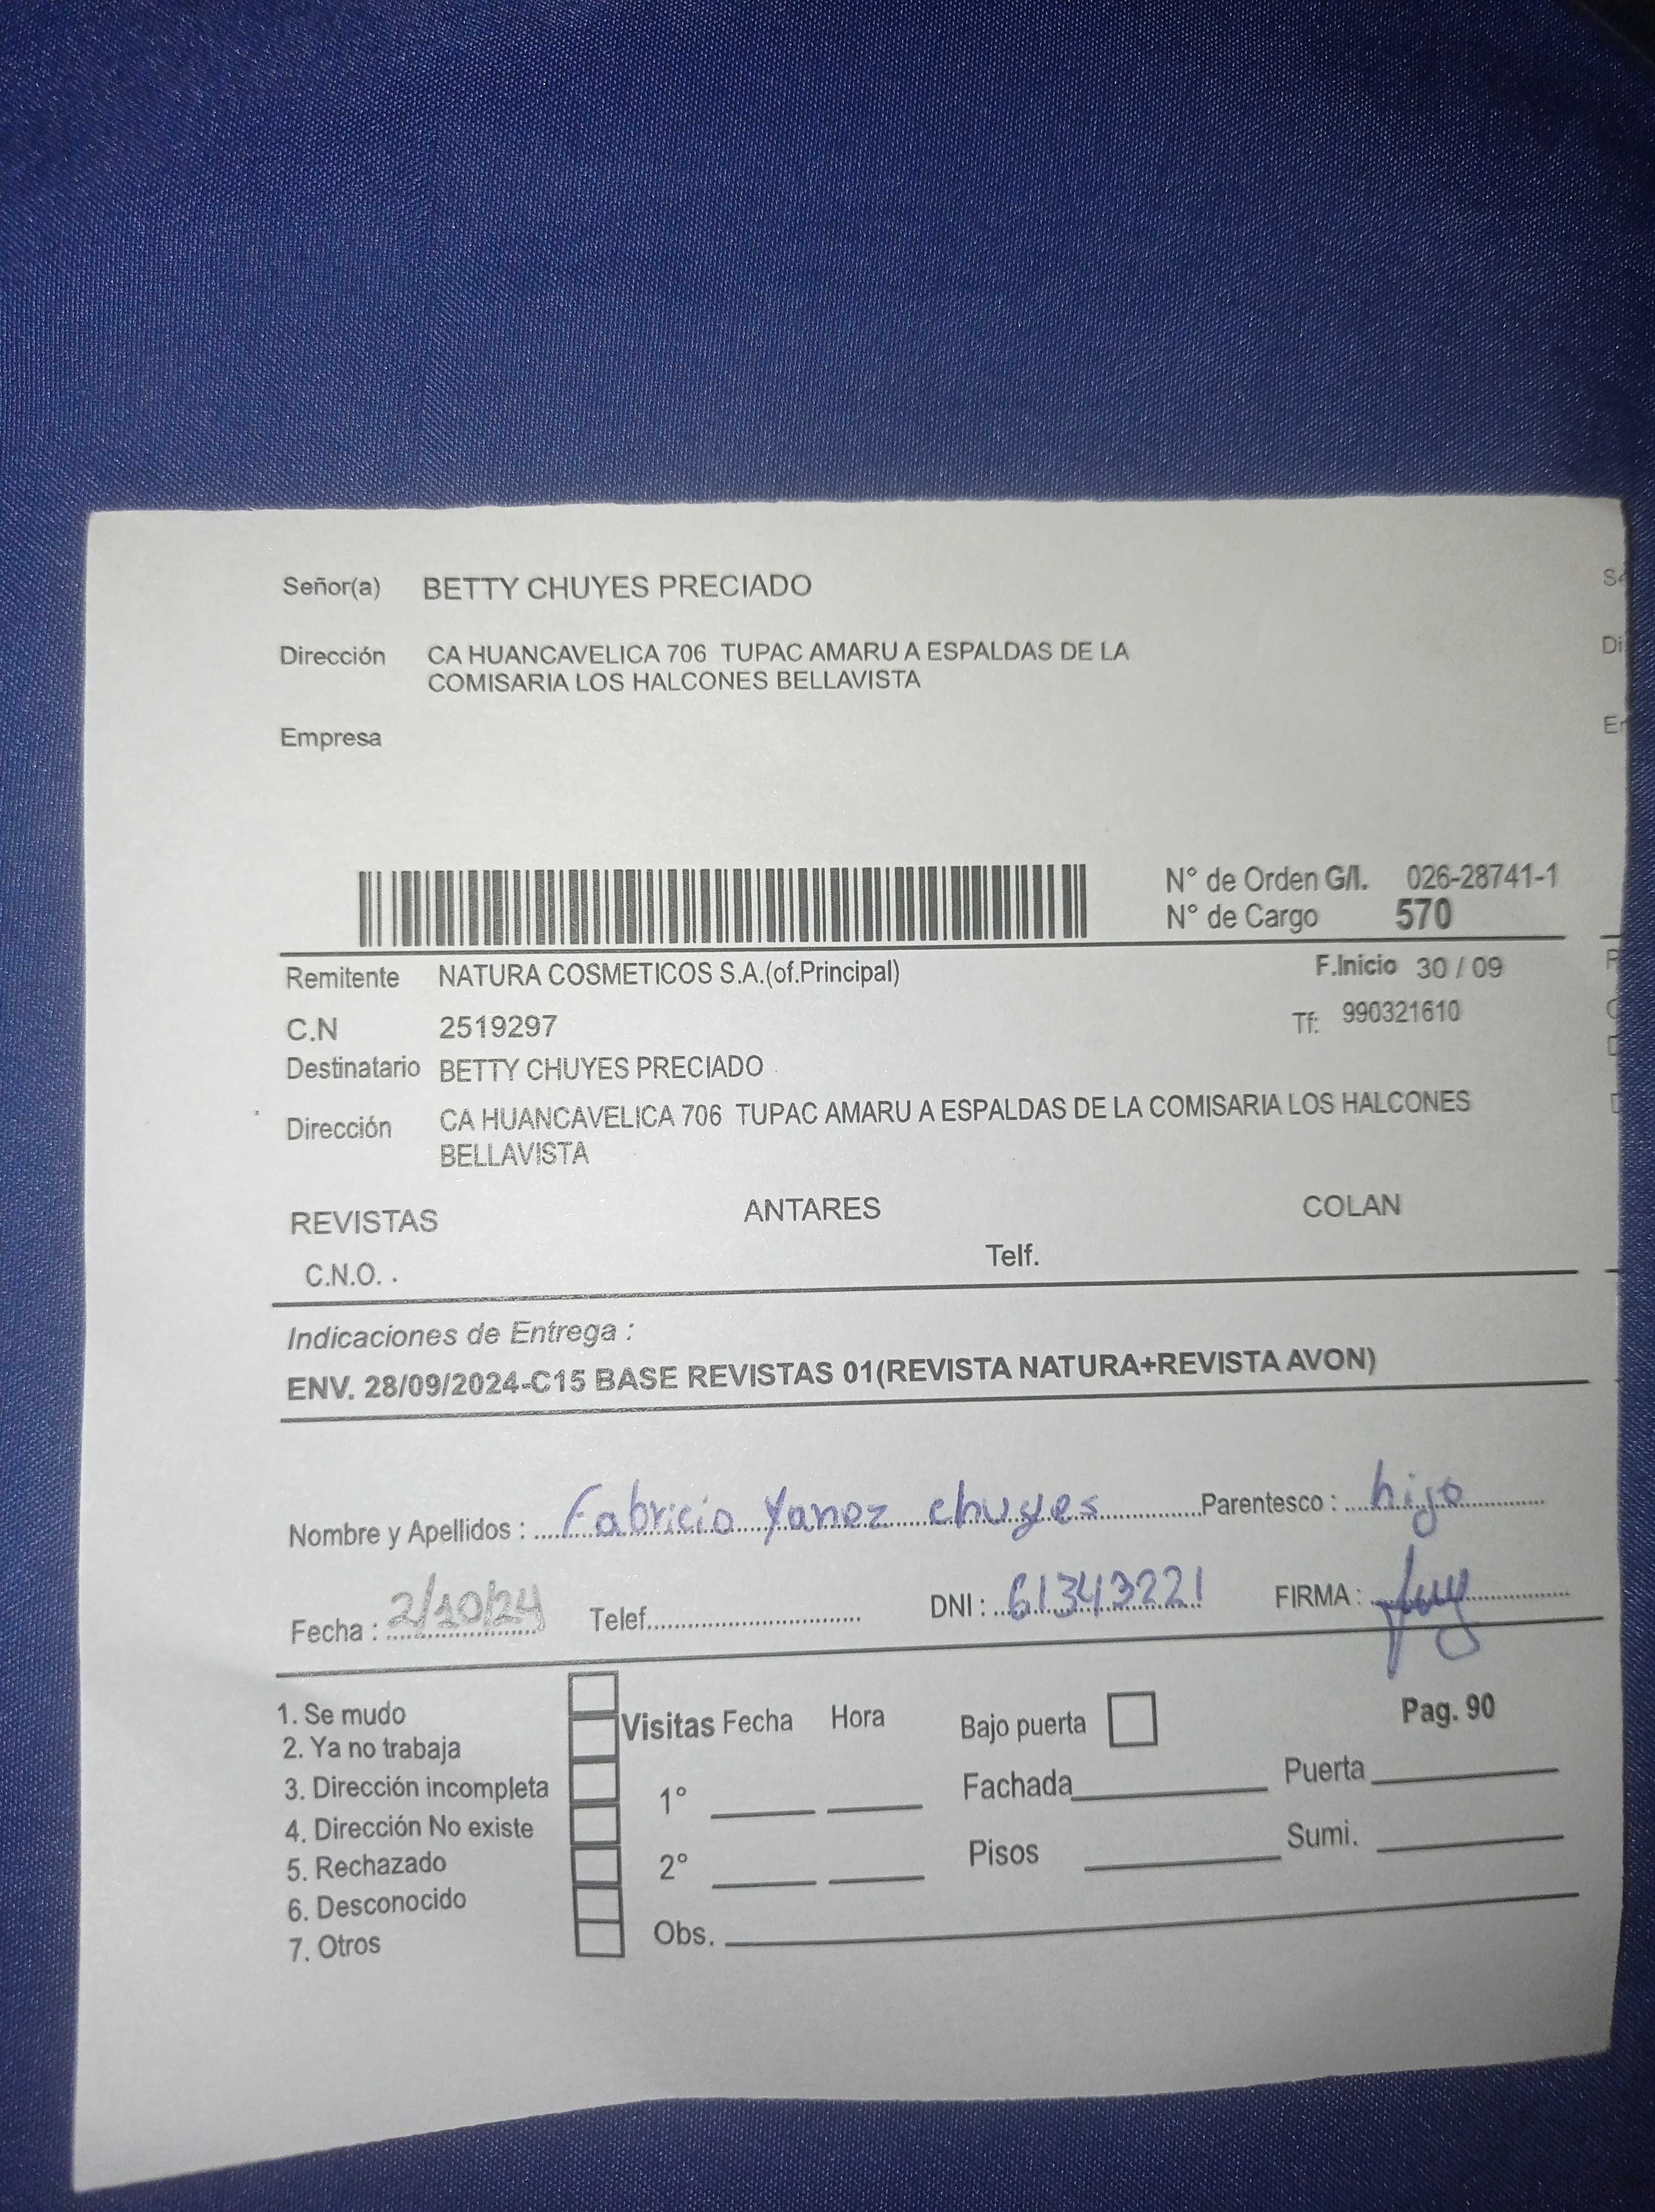 Señor(a) BETTY CHUYES PRECIADO
Dirección CA HUANCAVELICA 706 TUPAC AMARU A ESPALDAS DE LA
COMISARIA LOS HALCONES BELLAVISTA
Empresa
N° de Orden G/I. 026-28741-1
N° de Cargo 570
Remitente NATURA COSMETICOS S.A.(of.Principal) F.Inicio 30 / 09
C.N 2519297 Tf: 990321610
Destinatario BETTY CHUYES PRECIADO
Dirección CA HUANCAVELICA 706 TUPAC AMARU A ESPALDAS DE LA COMISARIA LOS HALCONES
BELLAVISTA
REVISTAS ANTARES COLAN
C.N.O. . Telf.
Indicaciones de Entrega :
ENV. 28/09/2024-C15 BASE REVISTAS 01(REVISTA NATURA+REVISTA AVON)
Nombre y Apellidos : Fabricio Yanez chuyes Parentesco : hijo
Fecha : 2/10/24 Telef. DNI : 61343221 FIRMA :
1. Se mudo
2. Ya no trabaja
3. Dirección incompleta
4. Dirección No existe
5. Rechazado
6. Desconocido
7. Otros
Visitas Fecha Hora
1°
2°
Obs.
Bajo puerta Pag. 90
Fachada Puerta
Pisos Sumi.